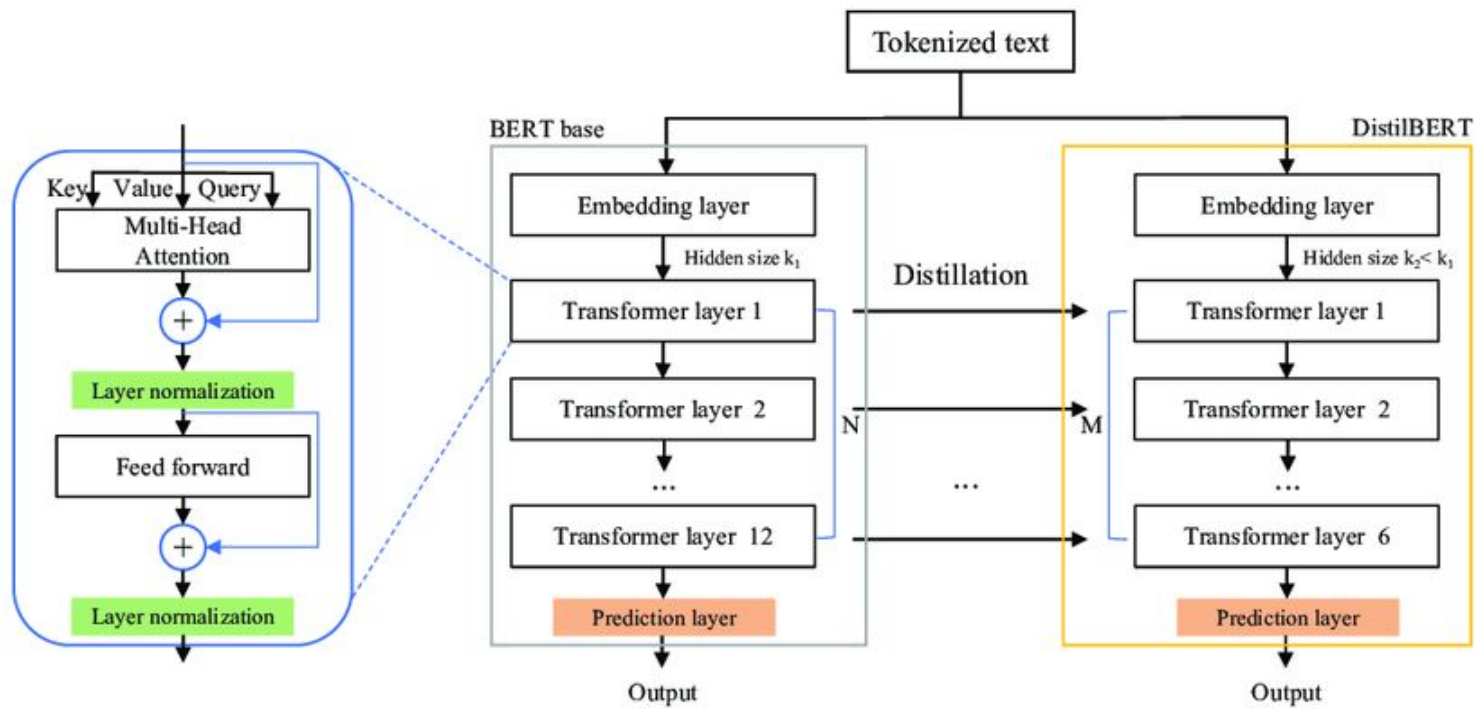 Tokenized text
BERT base
DistilBERT
Key Value Query
Multi-Head
Attention
+
Layer normalization
Feed forward
+
Layer normalization
Embedding layer
Hidden size k₁
Transformer layer 1
Transformer layer 2
...
Transformer layer 12
N
Prediction layer
Output
Distillation
...
Embedding layer
Hidden size k₂< k₁
Transformer layer 1
Transformer layer 2
M
...
Transformer layer 6
Prediction layer
Output